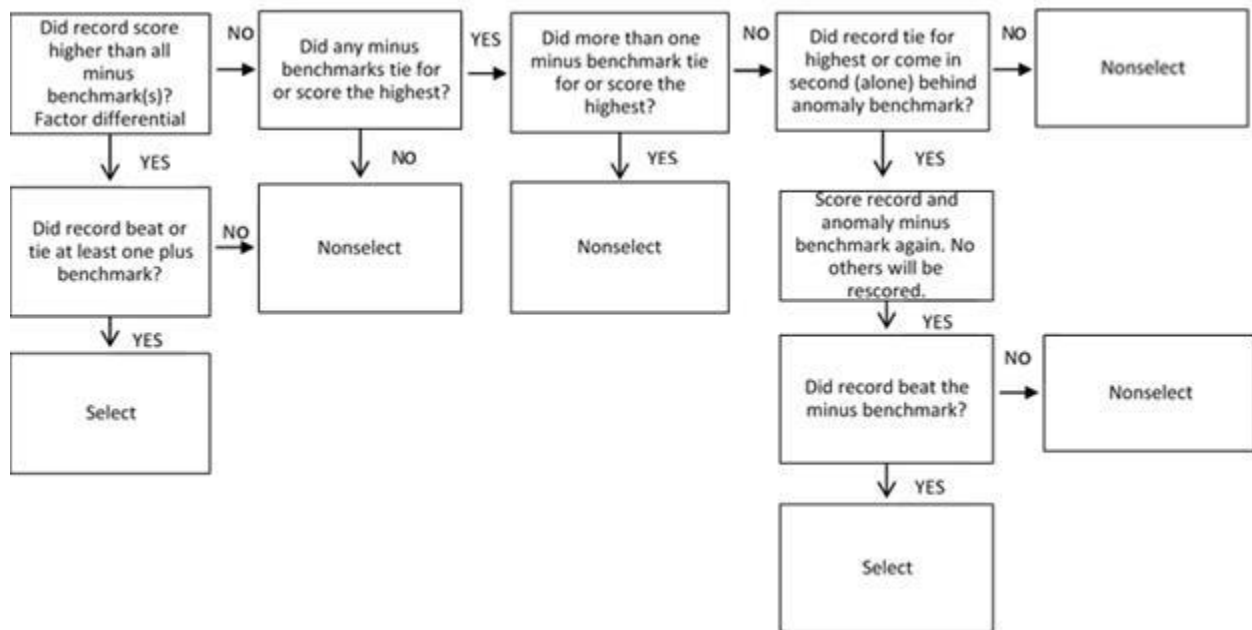 Did record score
higher than all
minus
benchmark(s)?
Factor differential
NO
Did any minus
benchmarks tie for
or score the highest?
YES
Did more than one
minus benchmark tie
for or score the
highest?
NO
Did record tie for
highest or come in
second (alone) behind
anomaly benchmark?
NO
Nonselect
YES
NO
YES
YES
Did record beat or
tie at least one plus
benchmark?
NO
Nonselect
Nonselect
Score record and
anomaly minus
benchmark again. No
others will be
rescored.
YES
YES
Select
Did record beat the
minus benchmark?
NO
Nonselect
YES
Select